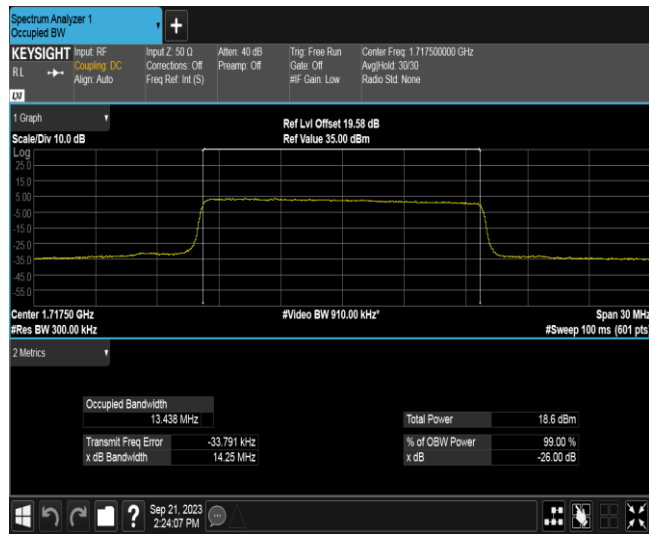 Spectrum Analyzer 1
Occupied BW
+
KEYSIGHT
RL
LXI
Input: RF
Coupling: DC
Align: Auto
Input Z: 50 Ω
Corrections: Off
Freq Ref: Int (S)
Atten: 40 dB
Preamp: Off
Trig: Free Run
Gate: Off
#IF Gain: Low
Center Freq: 1.717500000 GHz
Avg|Hold: 30/30
Radio Std: None
1 Graph
Scale/Div 10.0 dB
Ref Lvl Offset 19.58 dB
Ref Value 35.00 dBm
Log
25.0
15.0
5.00
-5.00
-15.0
-25.0
-35.0
-45.0
-55.0
Center 1.71750 GHz
#Video BW 910.00 kHz*
Span 30 MHz
#Res BW 300.00 kHz
#Sweep 100 ms (601 pts)
2 Metrics
Occupied Bandwidth
13.438 MHz
Total Power 18.6 dBm
Transmit Freq Error -33.791 kHz
% of OBW Power 99.00 %
x dB Bandwidth 14.25 MHz
x dB -26.00 dB
?
Sep 21, 2023
2:24:07 PM